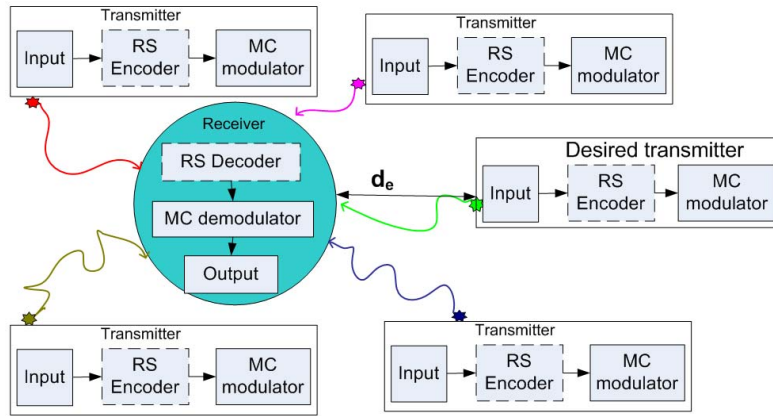 Transmitter
Input
RS
Encoder
MC
modulator
Transmitter
Input
RS
Encoder
MC
modulator
Receiver
RS Decoder
MC demodulator
Output
de
Desired transmitter
Input
RS
Encoder
MC
modulator
Transmitter
Input
RS
Encoder
MC
modulator
Transmitter
Input
RS
Encoder
MC
modulator